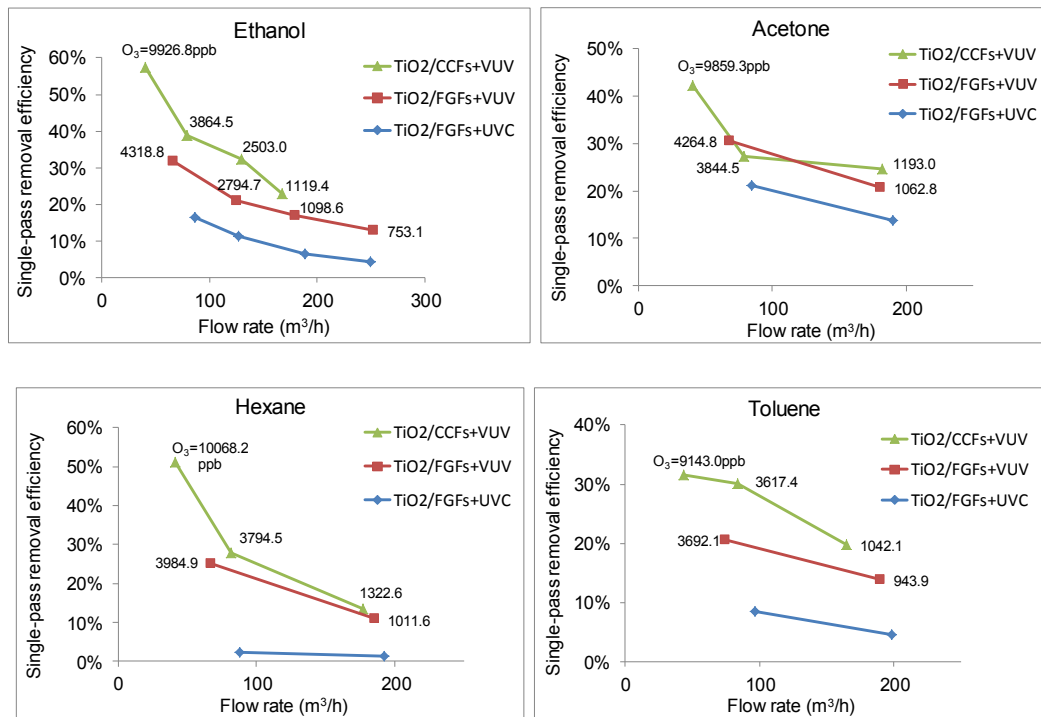 Ethanol
Single-pass removal efficiency
60%
50%
40%
30%
20%
10%
0%
0
100
200
300
Flow rate (m³/h)
O₃=9926.8ppb
3864.5
2503.0
1119.4
4318.8
2794.7
1098.6
753.1
TiO2/CCFs+VUV
TiO2/FGFs+VUV
TiO2/FGFs+UVC
Acetone
Single-pass removal efficiency
50%
40%
30%
20%
10%
0%
0
100
200
Flow rate (m³/h)
O₃=9859.3ppb
4264.8
3844.5
1193.0
1062.8
TiO2/CCFs+VUV
TiO2/FGFs+VUV
TiO2/FGFs+UVC
Hexane
Single-pass removal efficiency
60%
50%
40%
30%
20%
10%
0%
0
100
200
Flow rate (m³/h)
O₃=10068.2
ppb
3794.5
3984.9
1322.6
1011.6
TiO2/CCFs+VUV
TiO2/FGFs+VUV
TiO2/FGFs+UVC
Toluene
Single-pass removal efficiency
40%
30%
20%
10%
0%
0
100
200
Flow rate (m³/h)
O₃=9143.0ppb
3617.4
3692.1
1042.1
943.9
TiO2/CCFs+VUV
TiO2/FGFs+VUV
TiO2/FGFs+UVC